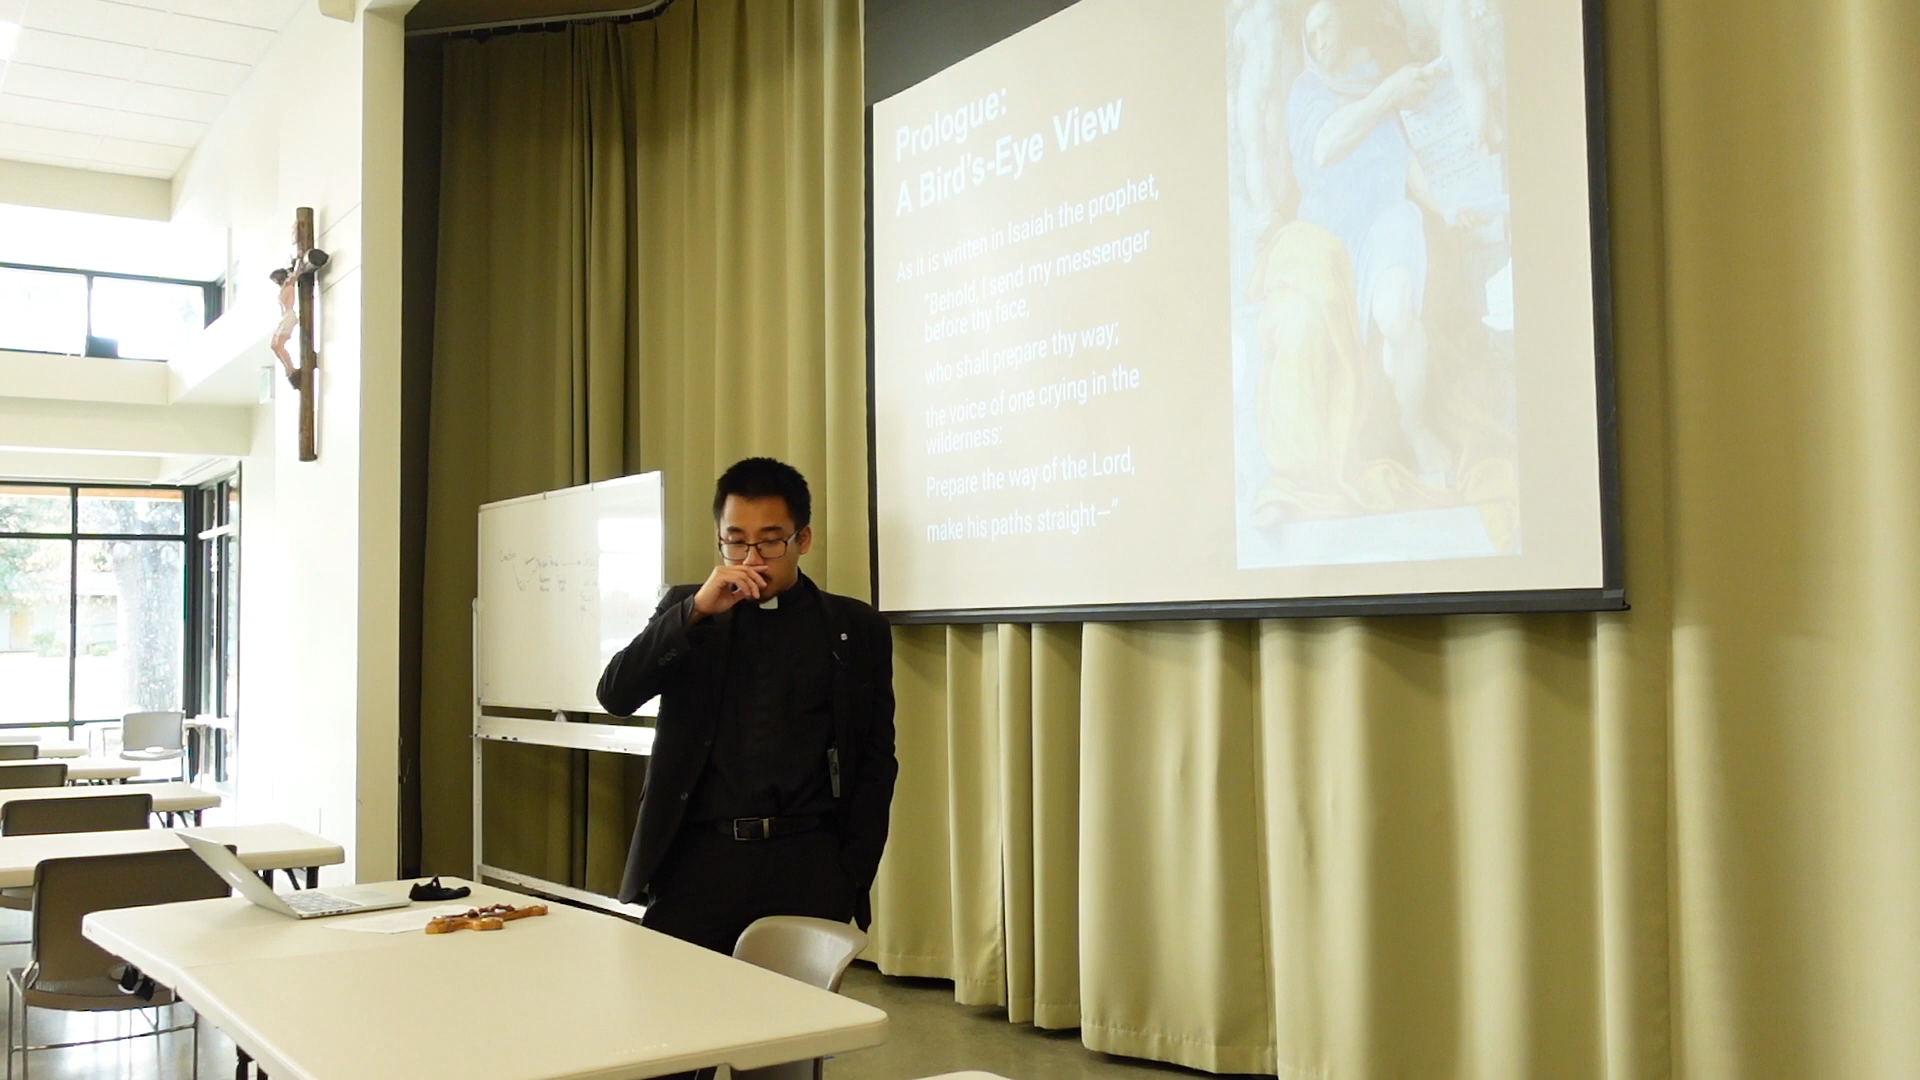 Prologue:
A Bird's-Eye View
As it is written in Isaiah the prophet,
"Behold, I send my messenger
before thy face,
who shall prepare thy way;
the voice of one crying in the
wilderness:
Prepare the way of the Lord,
make his paths straight—"